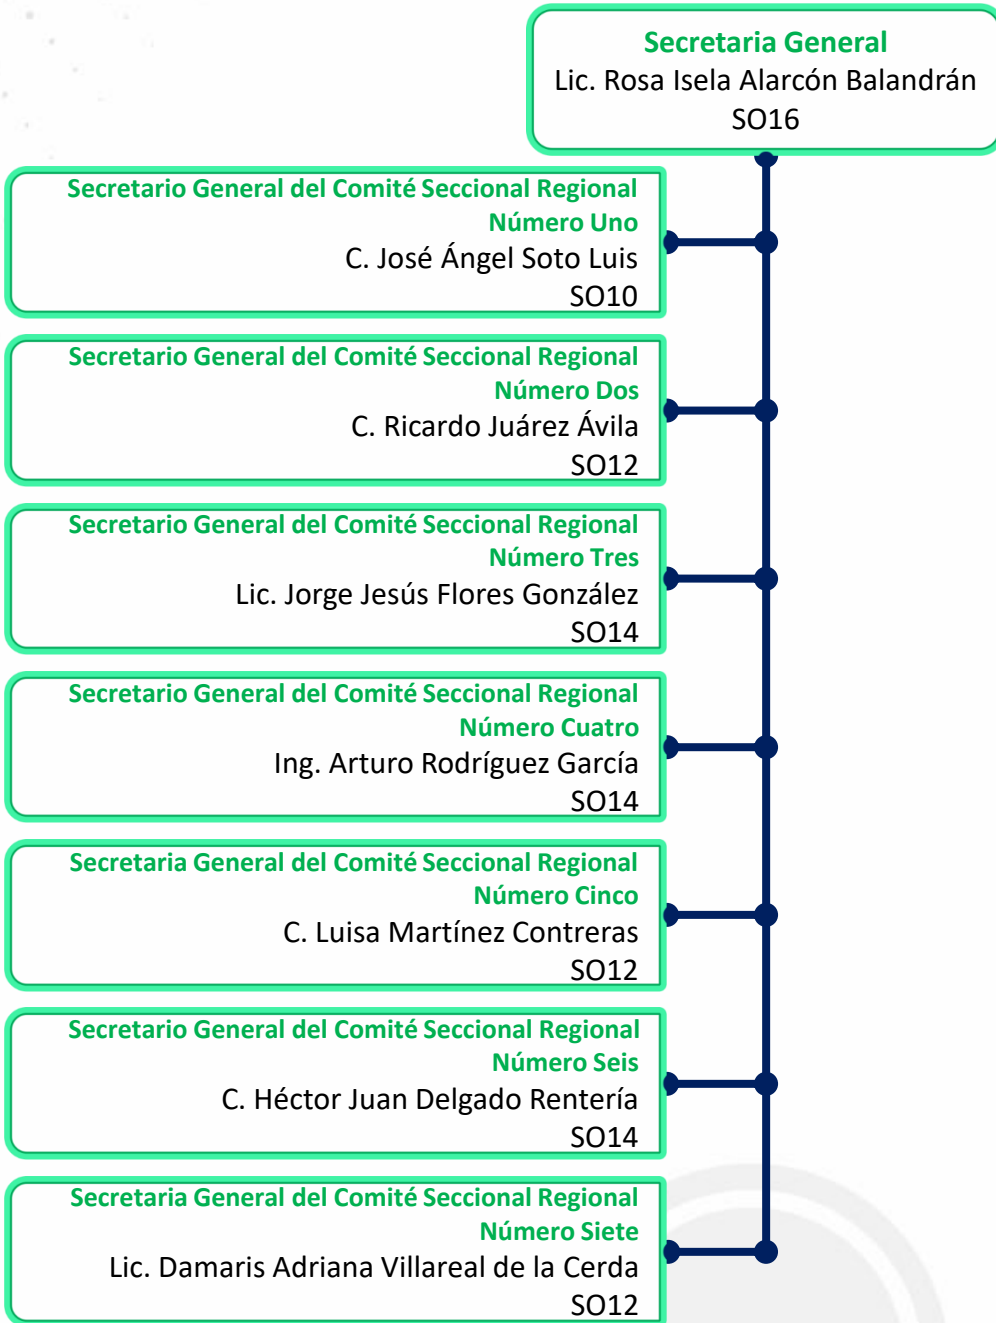 Secretaria General
Lic. Rosa Isela Alarcón Balandrán
SO16
Secretario General del Comité Seccional Regional
Número Uno
C. José Ángel Soto Luis
SO10
Secretario General del Comité Seccional Regional
Número Dos
C. Ricardo Juárez Ávila
SO12
Secretario General del Comité Seccional Regional
Número Tres
Lic. Jorge Jesús Flores González
SO14
Secretario General del Comité Seccional Regional
Número Cuatro
Ing. Arturo Rodríguez García
SO14
Secretaria General del Comité Seccional Regional
Número Cinco
C. Luisa Martínez Contreras
SO12
Secretario General del Comité Seccional Regional
Número Seis
C. Héctor Juan Delgado Rentería
SO14
Secretaria General del Comité Seccional Regional
Número Siete
Lic. Damaris Adriana Villareal de la Cerda
SO12